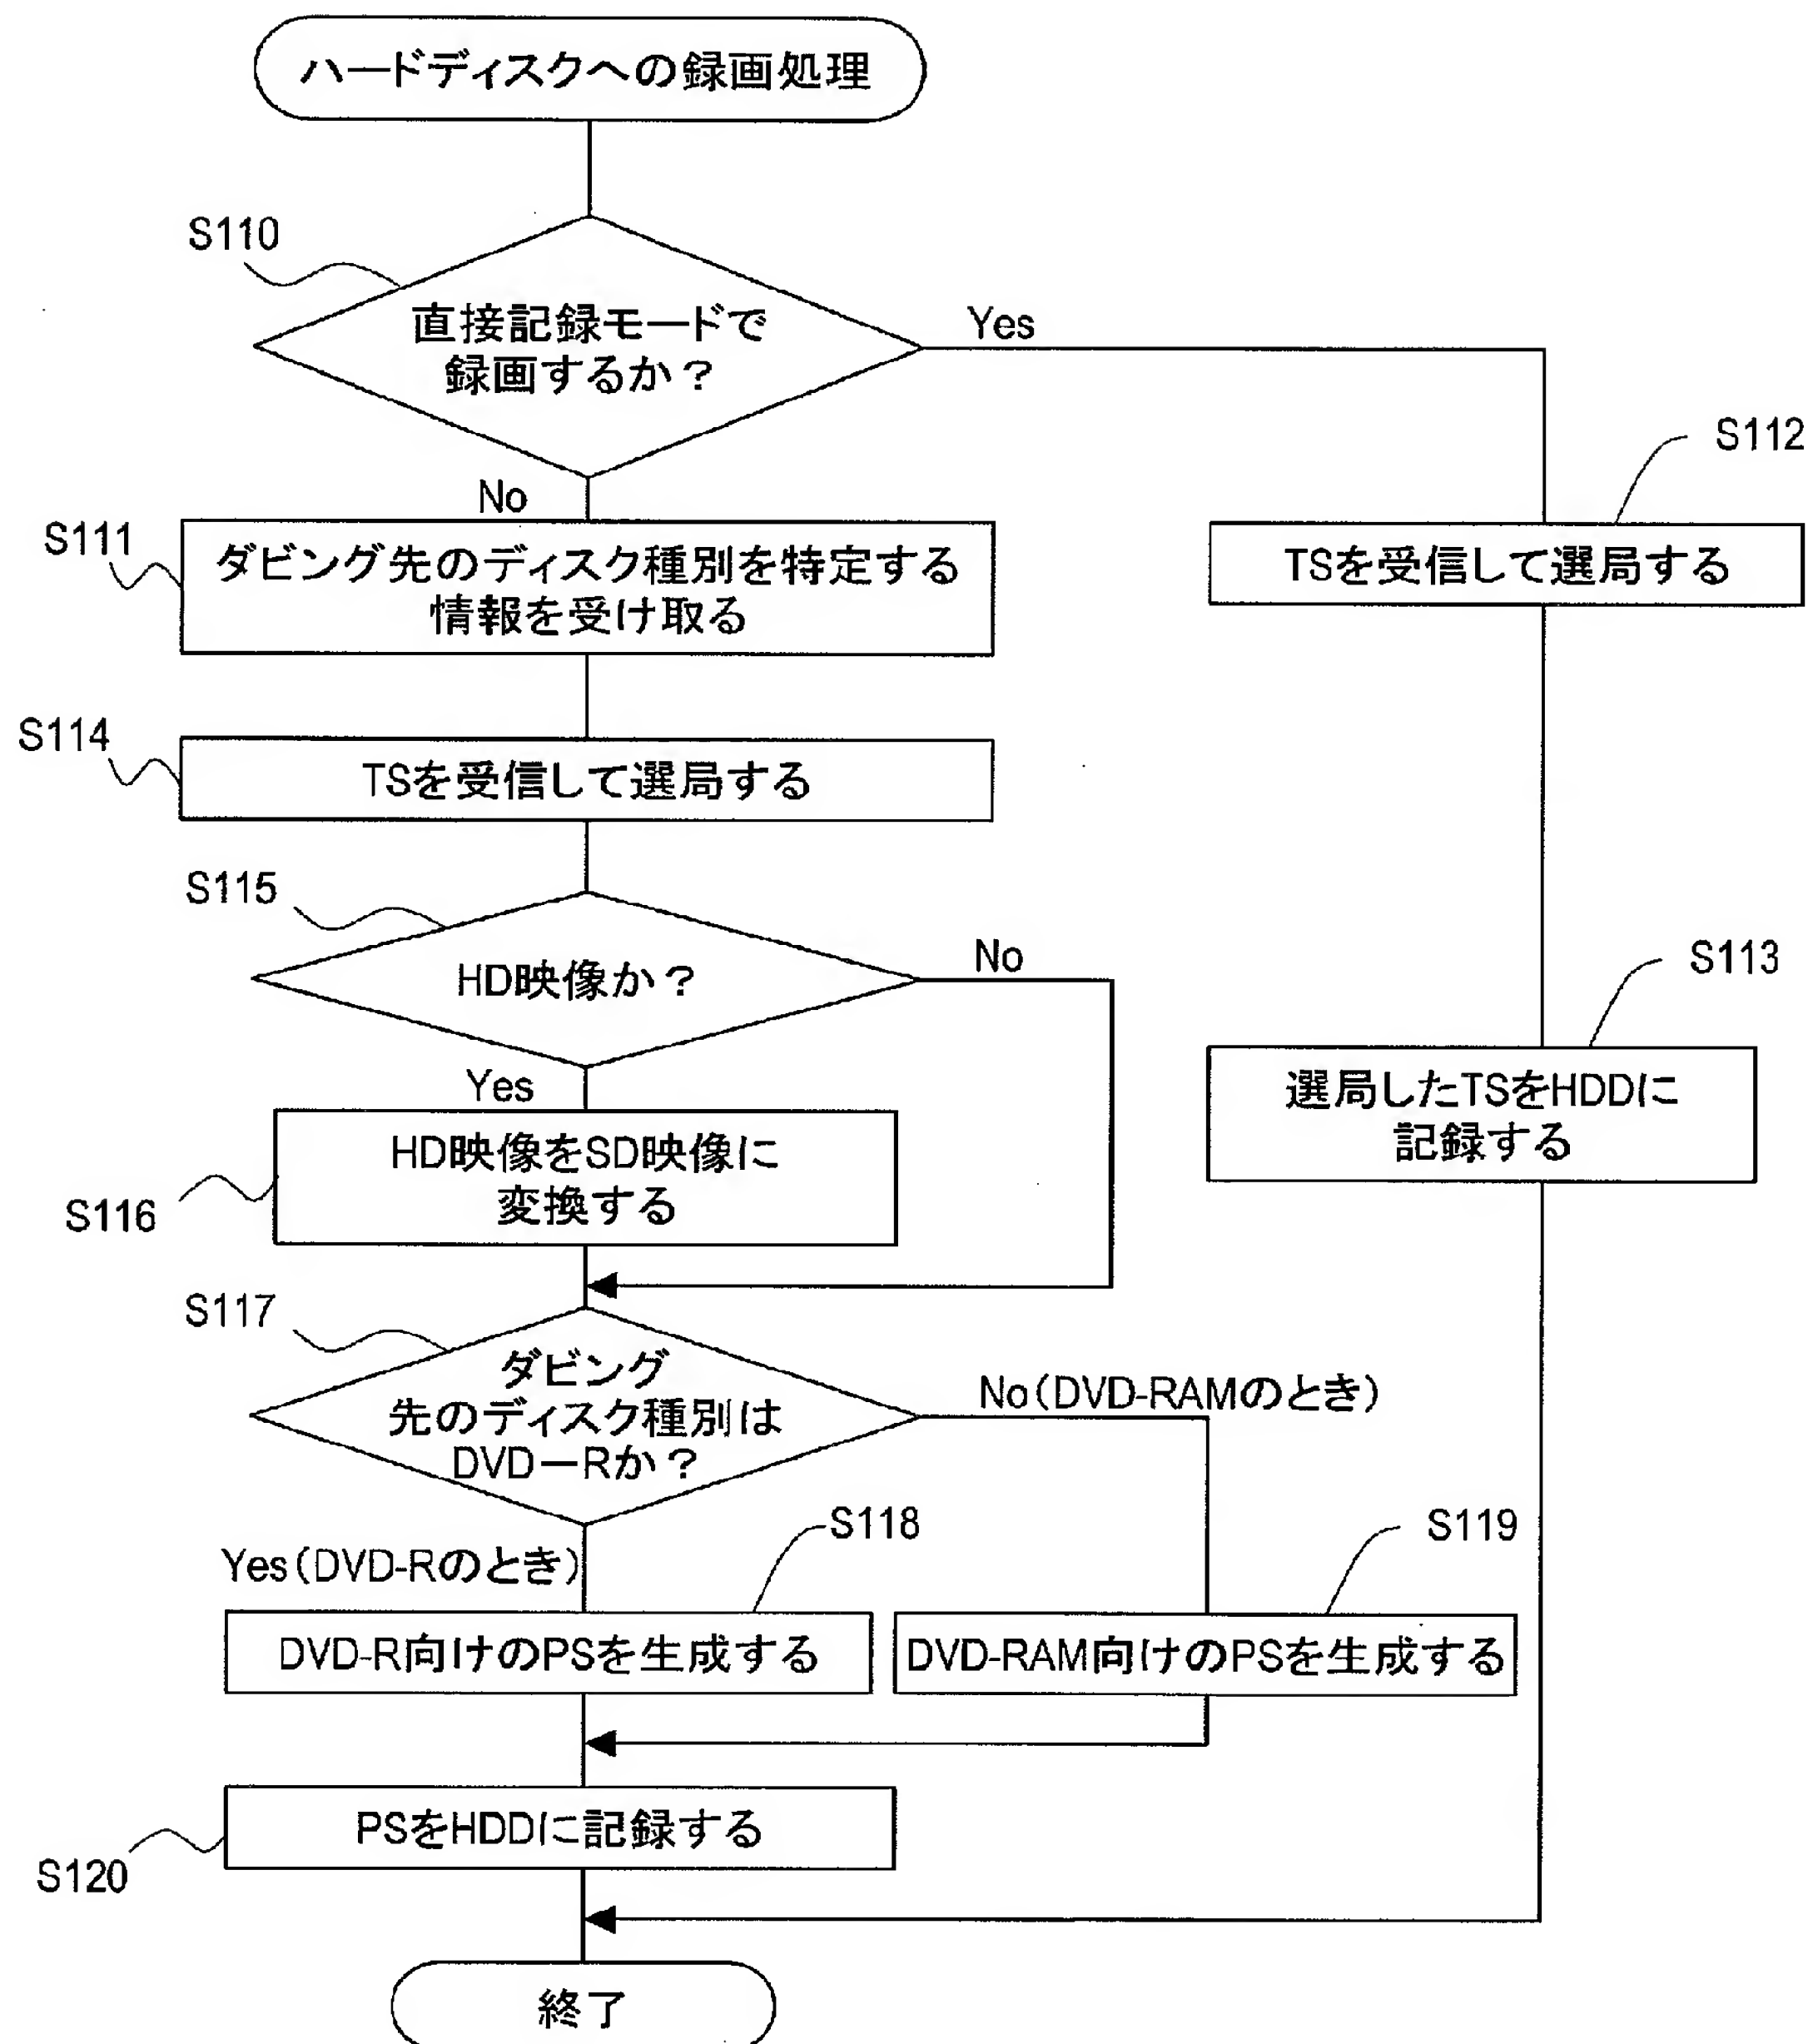 ハードディスクへの録画処理
S110
直接記録モードで
録画するか？
Yes
No
S112
TSを受信して選局する
S111
ダビング先のディスク種別を特定する
情報を受け取る
S114
TSを受信して選局する
S115
HD映像か？
No
Yes
S113
選局したTSをHDDに
記録する
HD映像をSD映像に
変換する
S116
S117
ダビング
先のディスク種別は
DVD－Rか？
No（DVD-RAMのとき）
Yes（DVD-Rのとき）
S118
S119
DVD-R向けのPSを生成する
DVD-RAM向けのPSを生成する
PSをHDDに記録する
S120
終了